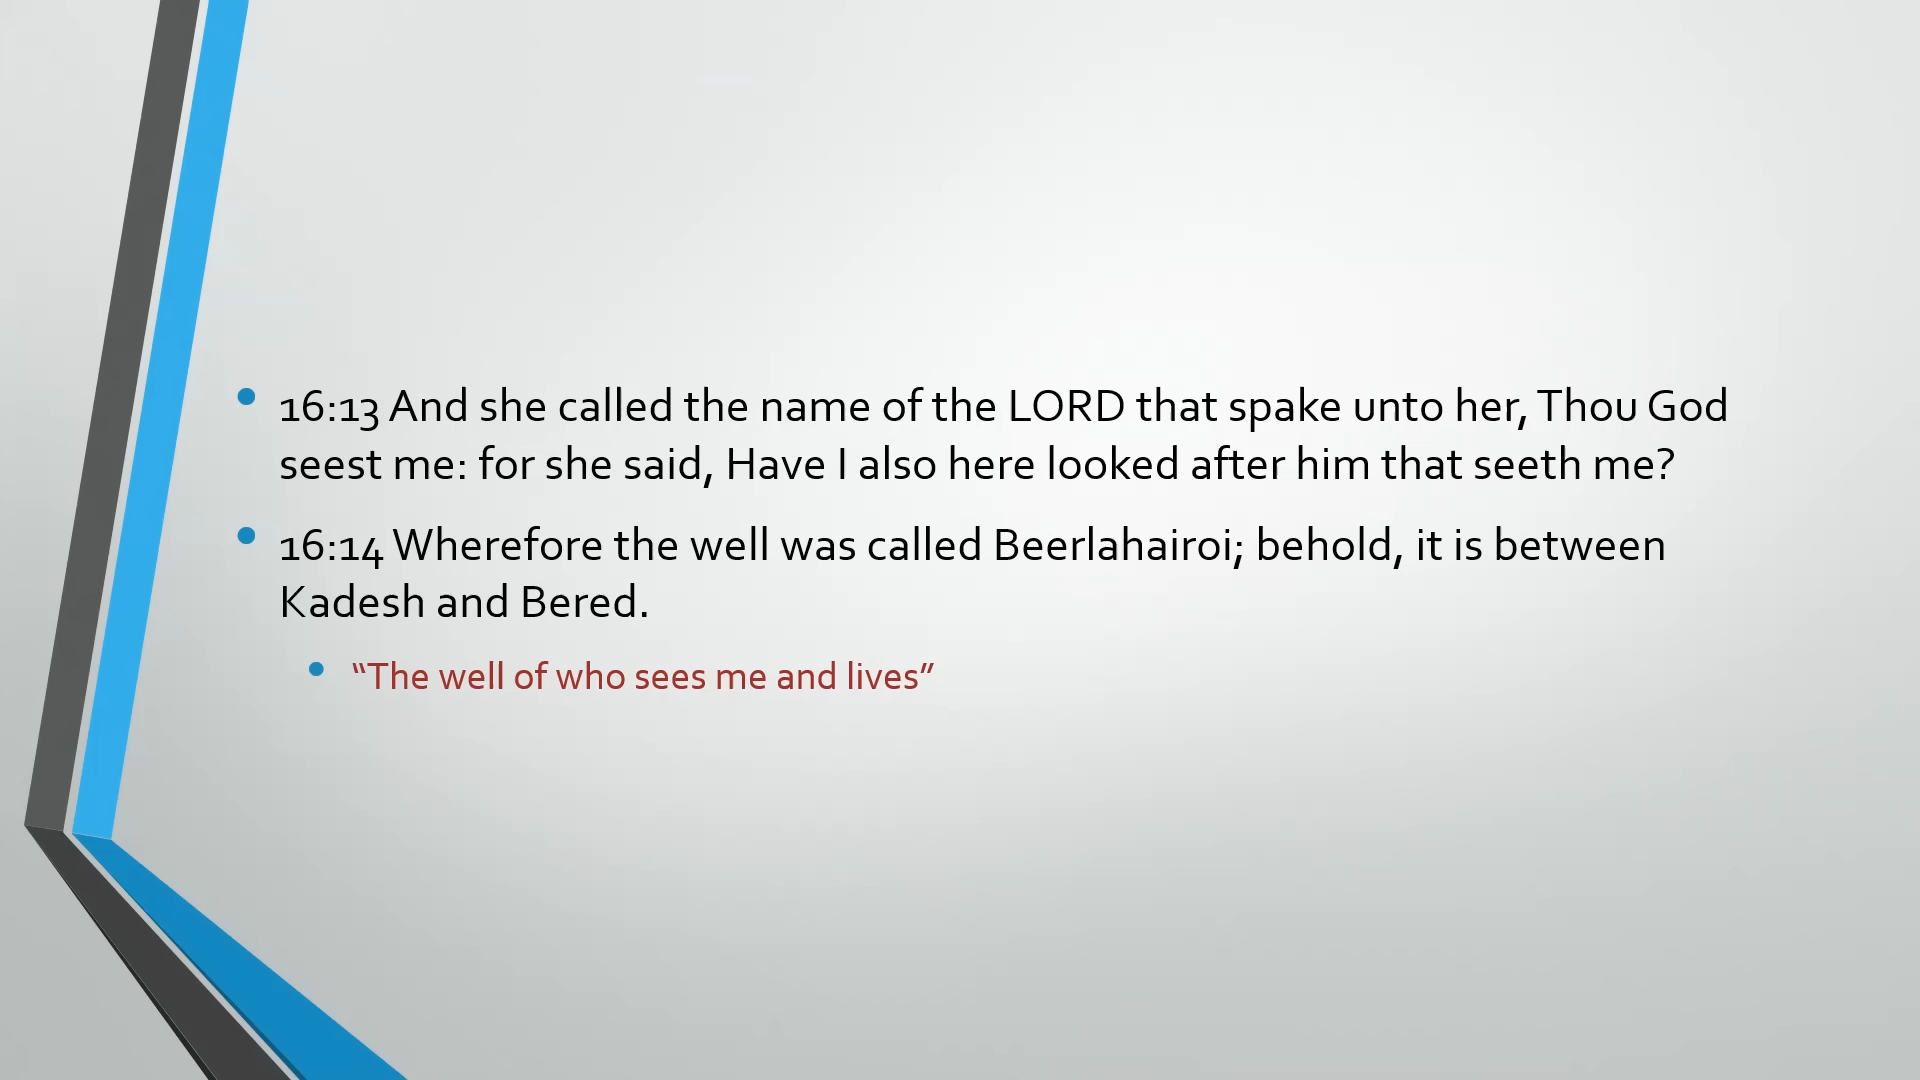 16:13 And she called the name of the LORD that spake unto her, Thou God
seest me: for she said, Have I also here looked after him that seeth me?
16:14 Wherefore the well was called Beerlahairoi; behold, it is between
Kadesh and Bered.
“The well of who sees me and lives”